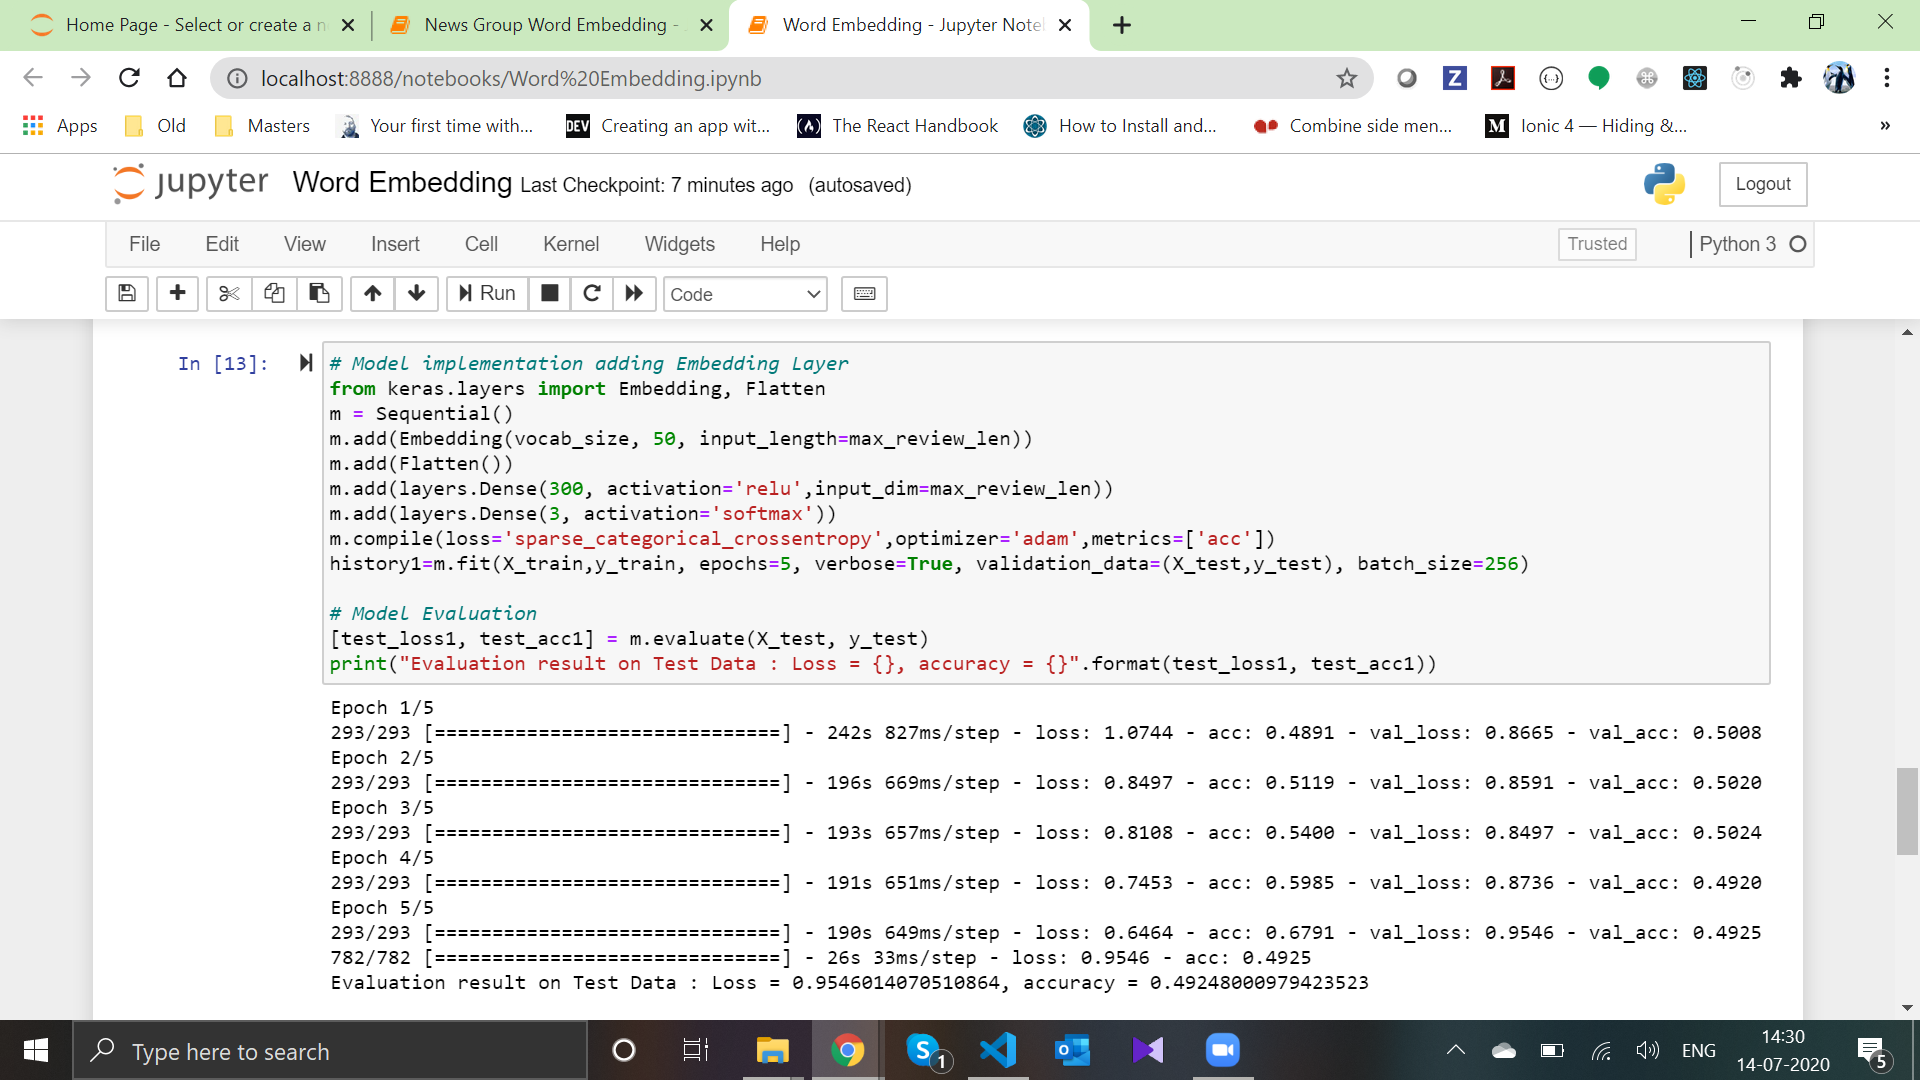 Home Page - Select or create a n
News Group Word Embedding -
Word Embedding - Jupyter Note
localhost:8888/notebooks/Word%20Embedding.ipynb
Apps Old Masters Your first time with... DEV Creating an app wit... The React Handbook How to Install and... Combine side men... M Ionic 4 — Hiding &... »
jupyter Word Embedding Last Checkpoint: 7 minutes ago (autosaved) Logout
File Edit View Insert Cell Kernel Widgets Help Trusted Python 3
Run Code
In [13]:
# Model implementation adding Embedding Layer
from keras.layers import Embedding, Flatten
m = Sequential()
m.add(Embedding(vocab_size, 50, input_length=max_review_len))
m.add(Flatten())
m.add(layers.Dense(300, activation='relu',input_dim=max_review_len))
m.add(layers.Dense(3, activation='softmax'))
m.compile(loss='sparse_categorical_crossentropy',optimizer='adam',metrics=['acc'])
history1=m.fit(X_train,y_train, epochs=5, verbose=True, validation_data=(X_test,y_test), batch_size=256)
# Model Evaluation
[test_loss1, test_acc1] = m.evaluate(X_test, y_test)
print("Evaluation result on Test Data : Loss = {}, accuracy = {}".format(test_loss1, test_acc1))
Epoch 1/5
293/293 [==============================] - 242s 827ms/step - loss: 1.0744 - acc: 0.4891 - val_loss: 0.8665 - val_acc: 0.5008
Epoch 2/5
293/293 [==============================] - 196s 669ms/step - loss: 0.8497 - acc: 0.5119 - val_loss: 0.8591 - val_acc: 0.5020
Epoch 3/5
293/293 [==============================] - 193s 657ms/step - loss: 0.8108 - acc: 0.5400 - val_loss: 0.8497 - val_acc: 0.5024
Epoch 4/5
293/293 [==============================] - 191s 651ms/step - loss: 0.7453 - acc: 0.5985 - val_loss: 0.8736 - val_acc: 0.4920
Epoch 5/5
293/293 [==============================] - 190s 649ms/step - loss: 0.6464 - acc: 0.6791 - val_loss: 0.9546 - val_acc: 0.4925
782/782 [==============================] - 26s 33ms/step - loss: 0.9546 - acc: 0.4925
Evaluation result on Test Data : Loss = 0.9546014070510864, accuracy = 0.49248000979423523
Type here to search
S 1
ENG
14:30
14-07-2020
5